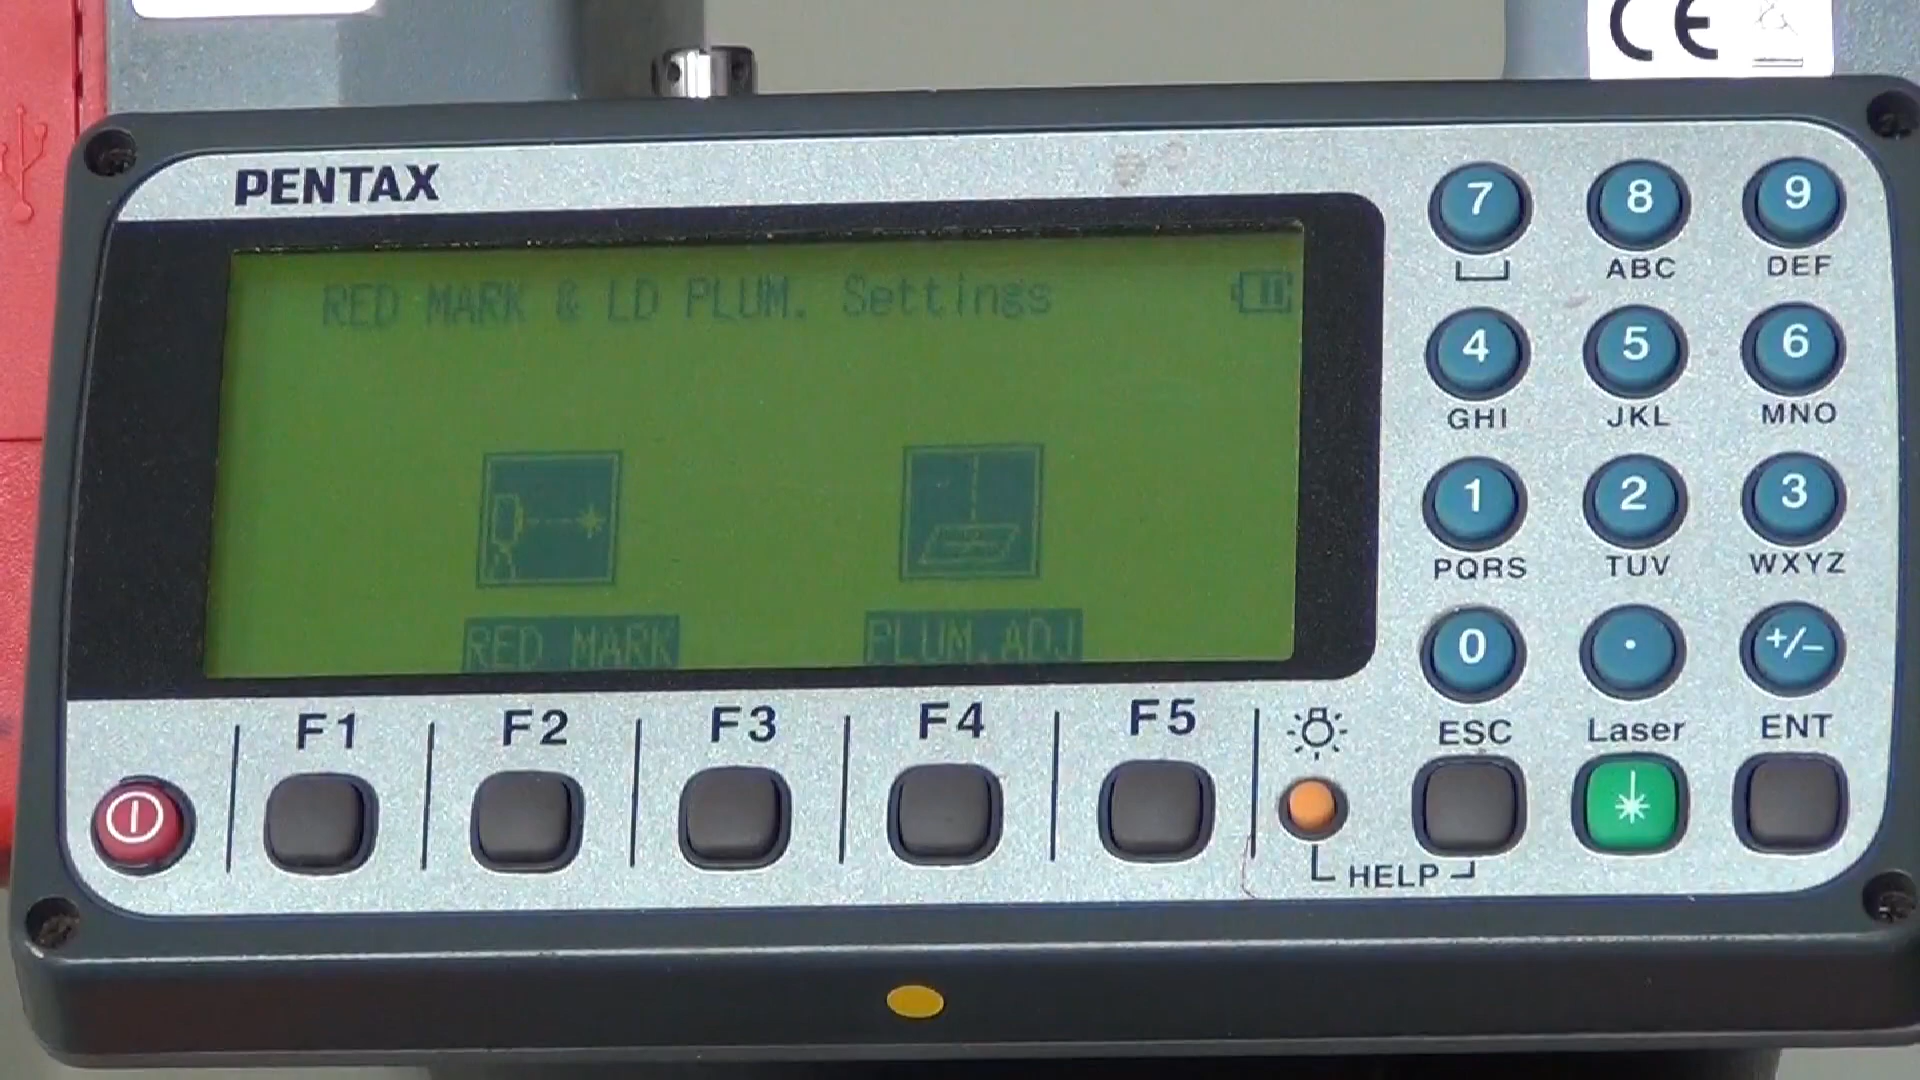 CE
PENTAX
RED MARK & LD PLUM. Settings
RED MARK PLUM.ADJ
F1 F2 F3 F4 F5
HELP
7 8 9
ABC DEF
4 5 6
GHI JKL MNO
1 2 3
PQRS TUV WXYZ
0 . +/-
ESC Laser ENT